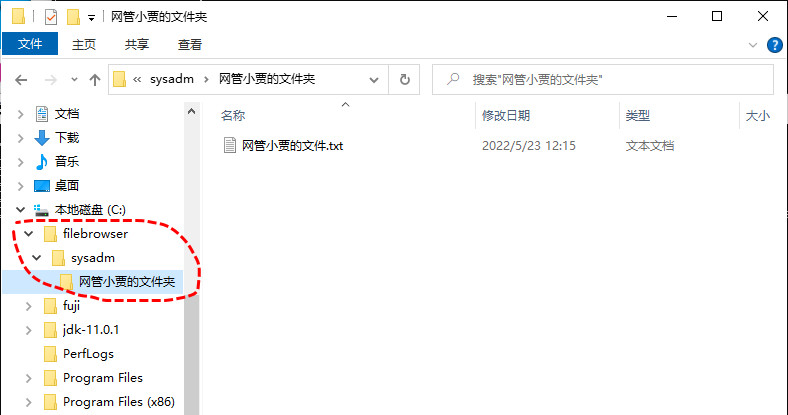 网管小贾的文件夹
文件 主页 共享 查看
« sysadm › 网管小贾的文件夹 搜索"网管小贾的文件夹"
名称 修改日期 类型 大小
网管小贾的文件.txt 2022/5/23 12:15 文本文档
文档
下载
音乐
桌面
本地磁盘 (C:)
filebrowser
sysadm
网管小贾的文件夹
fuji
jdk-11.0.1
PerfLogs
Program Files
Program Files (x86)